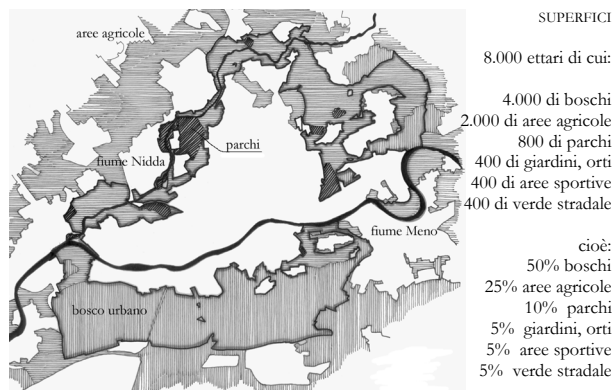 aree agricole
parchi
fiume Nidda
fiume Meno
bosco urbano
SUPERFICI
8.000 ettari di cui:
4.000 di boschi
2.000 di aree agricole
800 di parchi
400 di giardini, orti
400 di aree sportive
400 di verde stradale
cioè:
50% boschi
25% aree agricole
10% parchi
5% giardini, orti
5% aree sportive
5% verde stradale